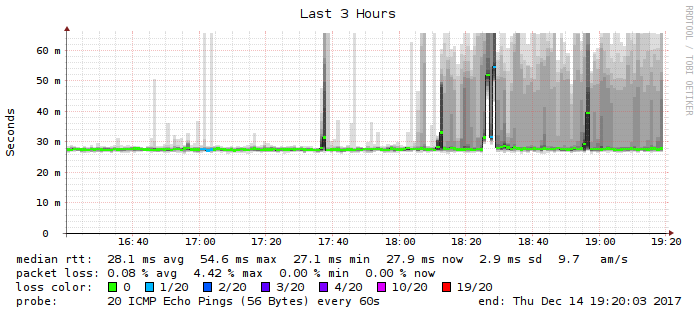 Last 3 Hours
RRDTOOL / TOBI OETIKER
Seconds
60 m
50 m
40 m
30 m
20 m
10 m
0
16:40 17:00 17:20 17:40 18:00 18:20 18:40 19:00 19:20
median rtt: 28.1 ms avg 54.6 ms max 27.1 ms min 27.9 ms now 2.9 ms sd 9.7 am/s
packet loss: 0.08 % avg 4.42 % max 0.00 % min 0.00 % now
loss color: 0 1/20 2/20 3/20 4/20 10/20 19/20
probe: 20 ICMP Echo Pings (56 Bytes) every 60s end: Thu Dec 14 19:20:03 2017